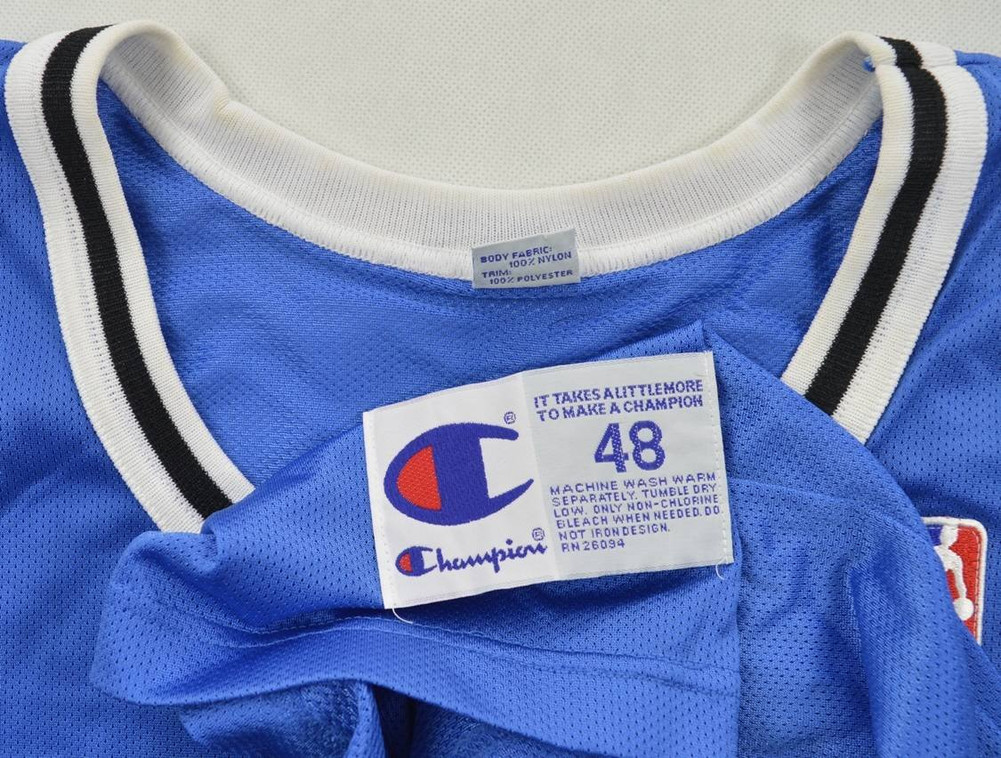 BODY FABRIC:
100% NYLON
TRIM:
100% POLYESTER
IT TAKES A LITTLE MORE
TO MAKE A CHAMPION
48
MACHINE WASH WARM
SEPARATELY. TUMBLE DRY
LOW. ONLY NON-CHLORINE
BLEACH WHEN NEEDED. DO
NOT IRON DESIGN.
RN 26094
®
Champion®